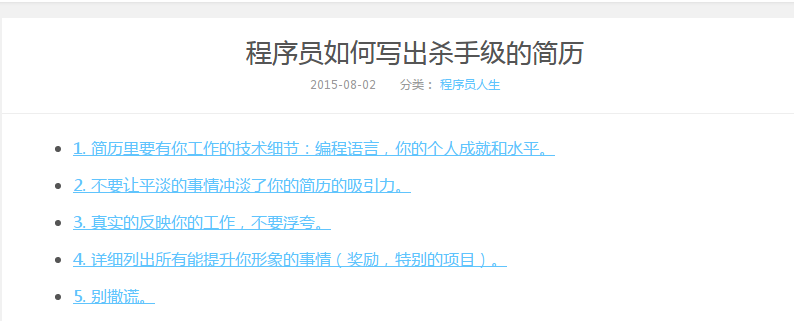 程序员如何写出杀手级的简历
2015-08-02 分类： 程序员人生
1. 简历里要有你工作的技术细节：编程语言，你的个人成就和水平。
2. 不要让平淡的事情冲淡了你的简历的吸引力。
3. 真实的反映你的工作，不要浮夸。
4. 详细列出所有能提升你形象的事情（奖励，特别的项目）。
5. 别撒谎。